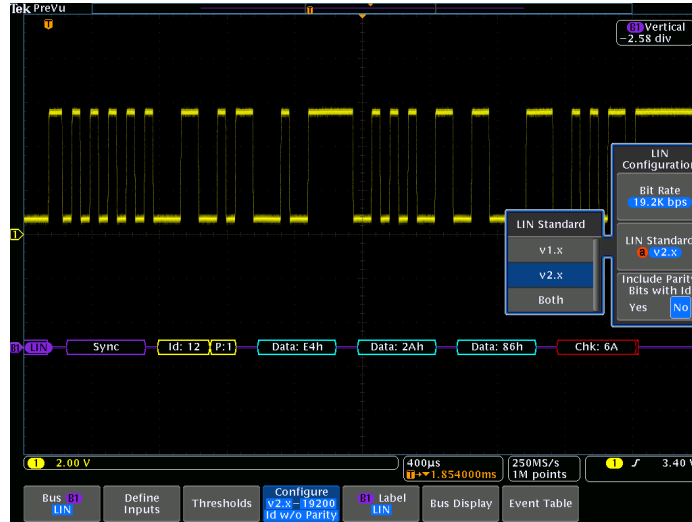 Tek PreVu
T
T
B1 Vertical
−2.58 div
LIN
Configuration
Bit Rate
19.2K bps
LIN Standard
LIN Standard
a v2.x
v1.x
v2.x
Both
Include Parity
Bits with Id
Yes No
1
B1 LIN Sync Id: 12 P:1 Data: E4h Data: 2Ah Data: 86h Chk: 6A
1 2.00 V
400µs
T→▼1.854000ms
250MS/s
1M points
1 3.40 V
Bus B1
LIN
Define
Inputs
Thresholds
Configure
v2.x−19200
Id w/o Parity
B1 Label
LIN
Bus Display
Event Table